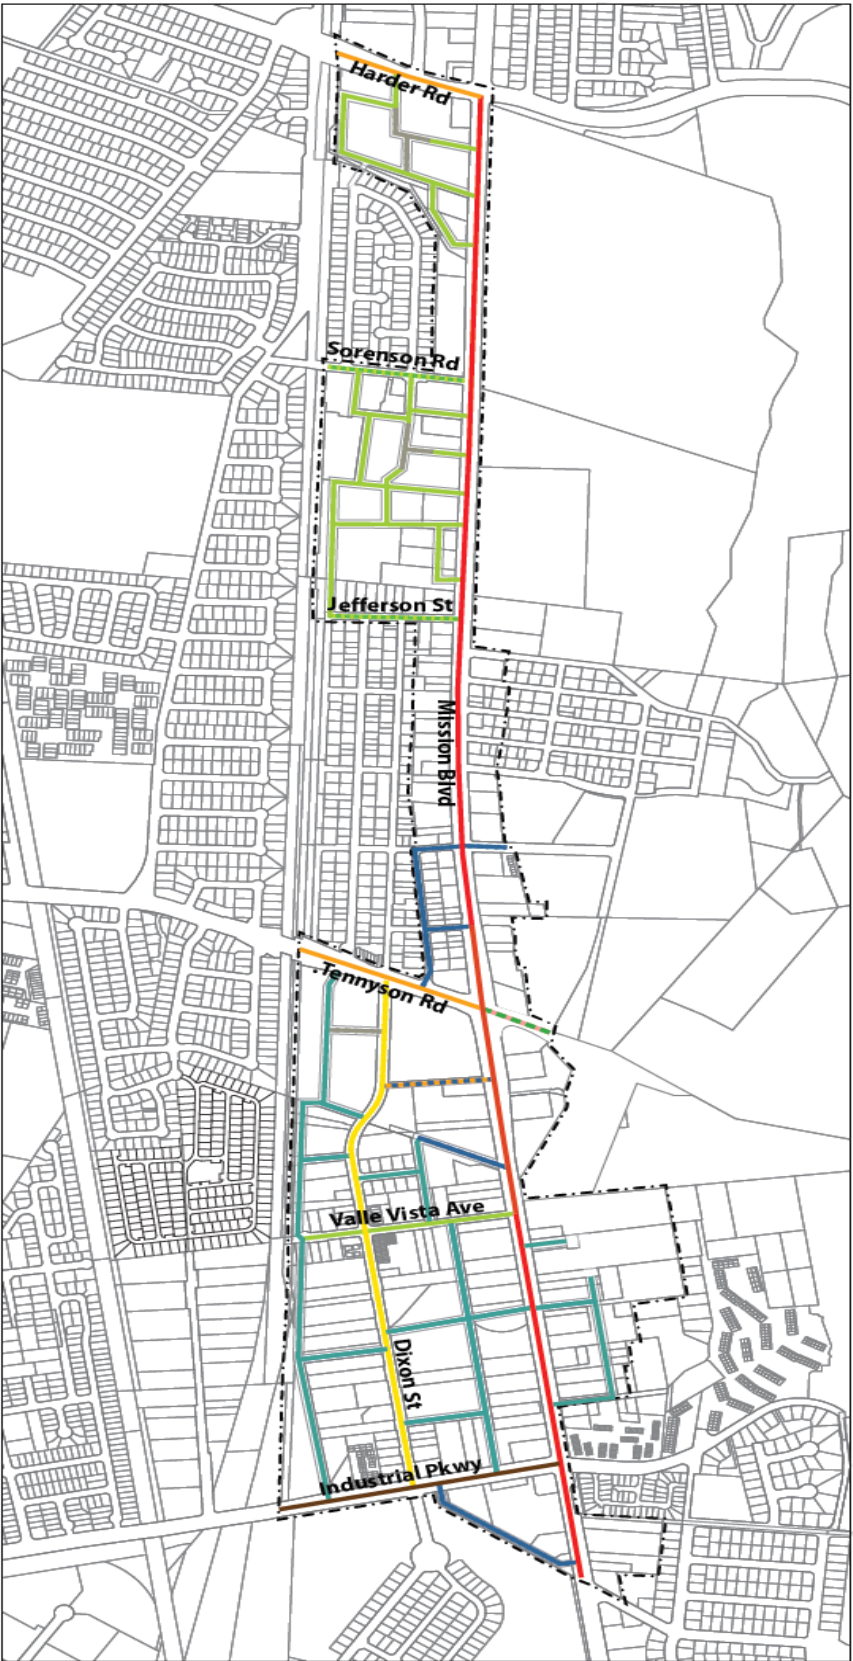 Harder Rd
Sorenson Rd
Jefferson St
Mission Blvd
Tennyson Rd
Valle Vista Ave
Dixon St
Industrial Pkwy